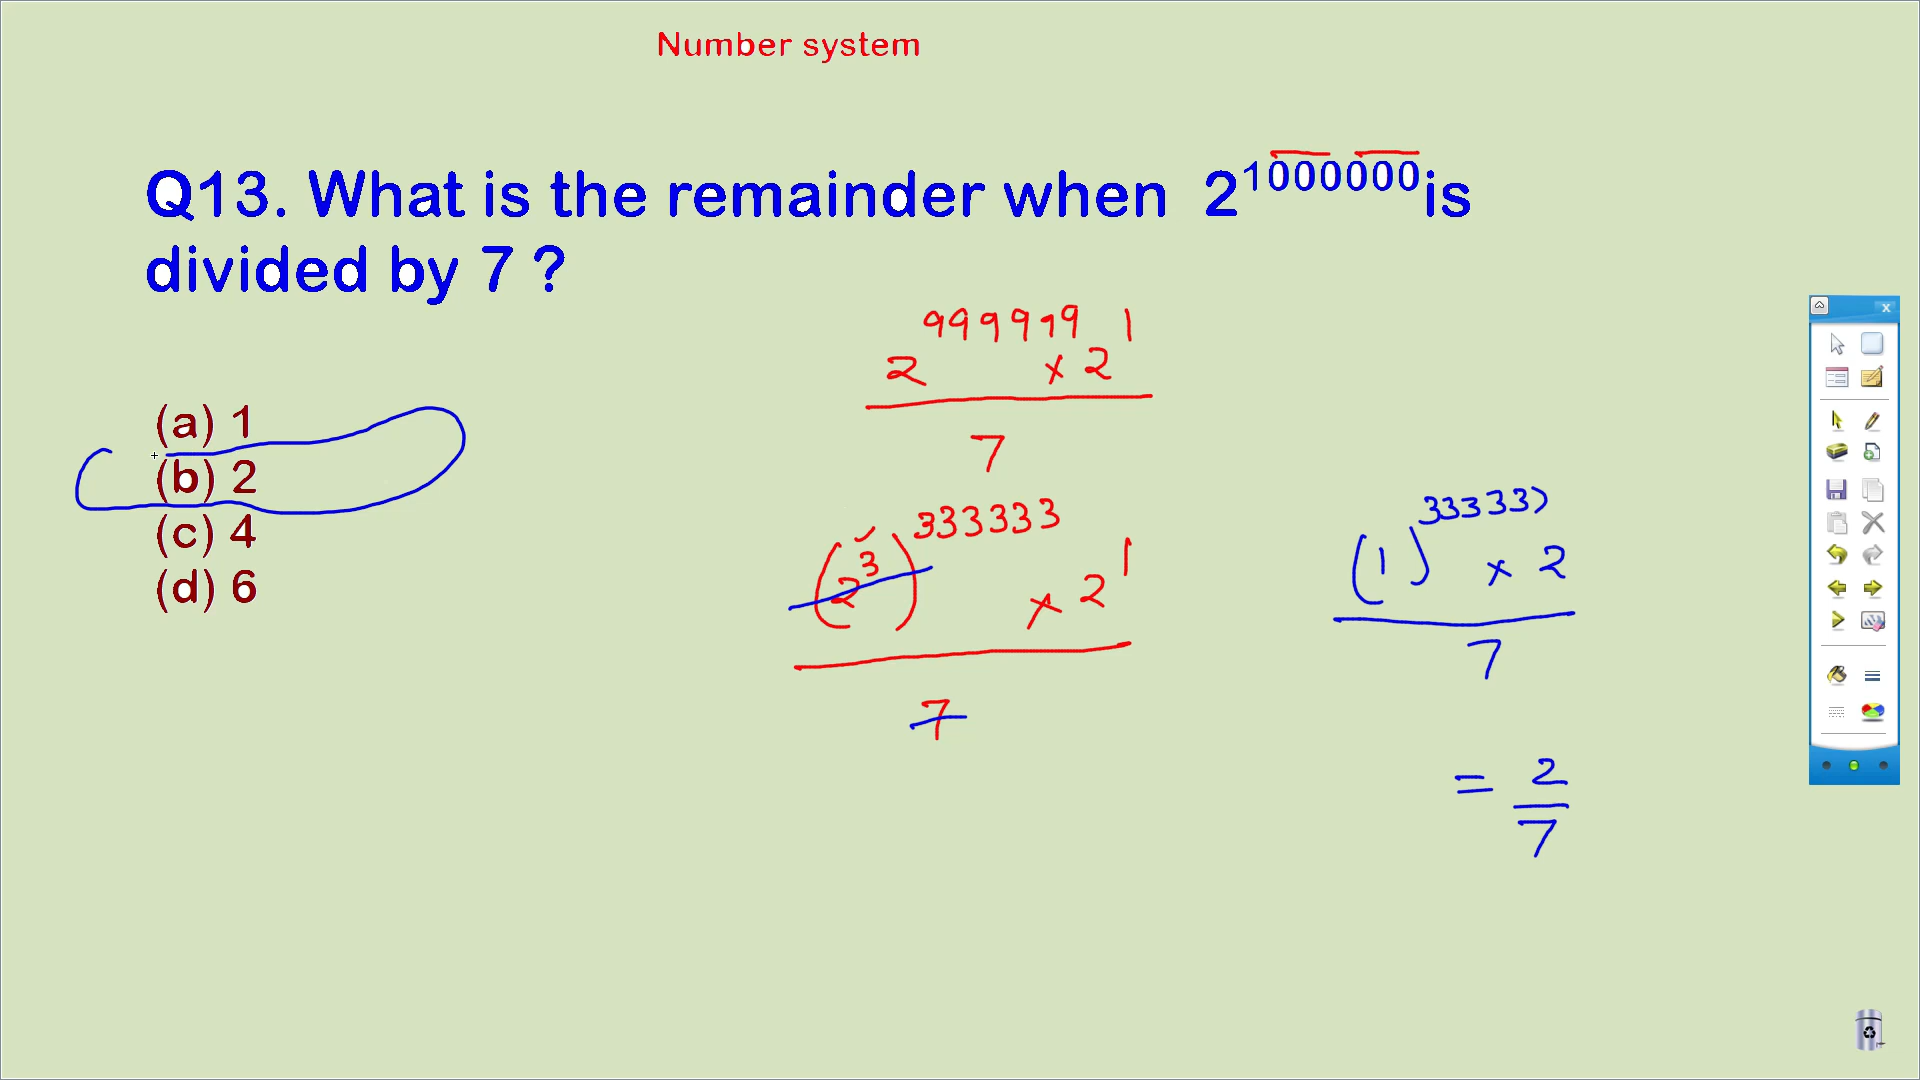 Number system
Q13. What is the remainder when 2^1000000 is
divided by 7 ?
(a) 1
(b) 2
(c) 4
(d) 6
2^999999 × 2^1
7
(2^3)^333333 × 2^1
7
(1)^333333 × 2
7
= 2
7